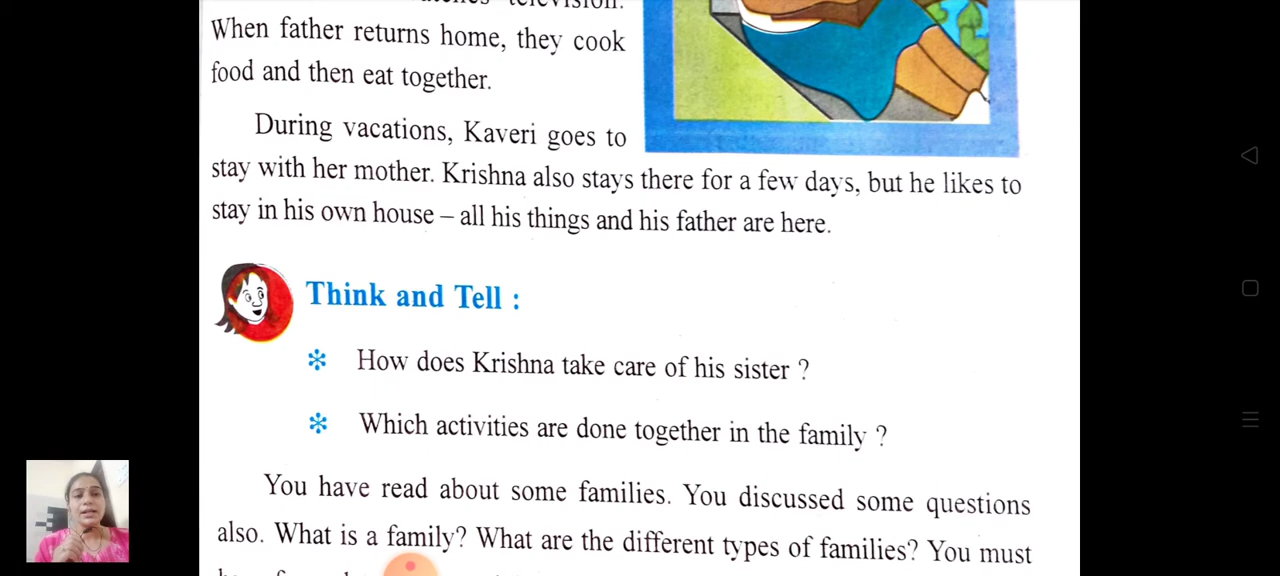 television.
When father returns home, they cook
food and then eat together.
During vacations, Kaveri goes to
stay with her mother. Krishna also stays there for a few days, but he likes to
stay in his own house – all his things and his father are here.
Think and Tell :
* How does Krishna take care of his sister ?
* Which activities are done together in the family ?
You have read about some families. You discussed some questions
also. What is a family? What are the different types of families? You must